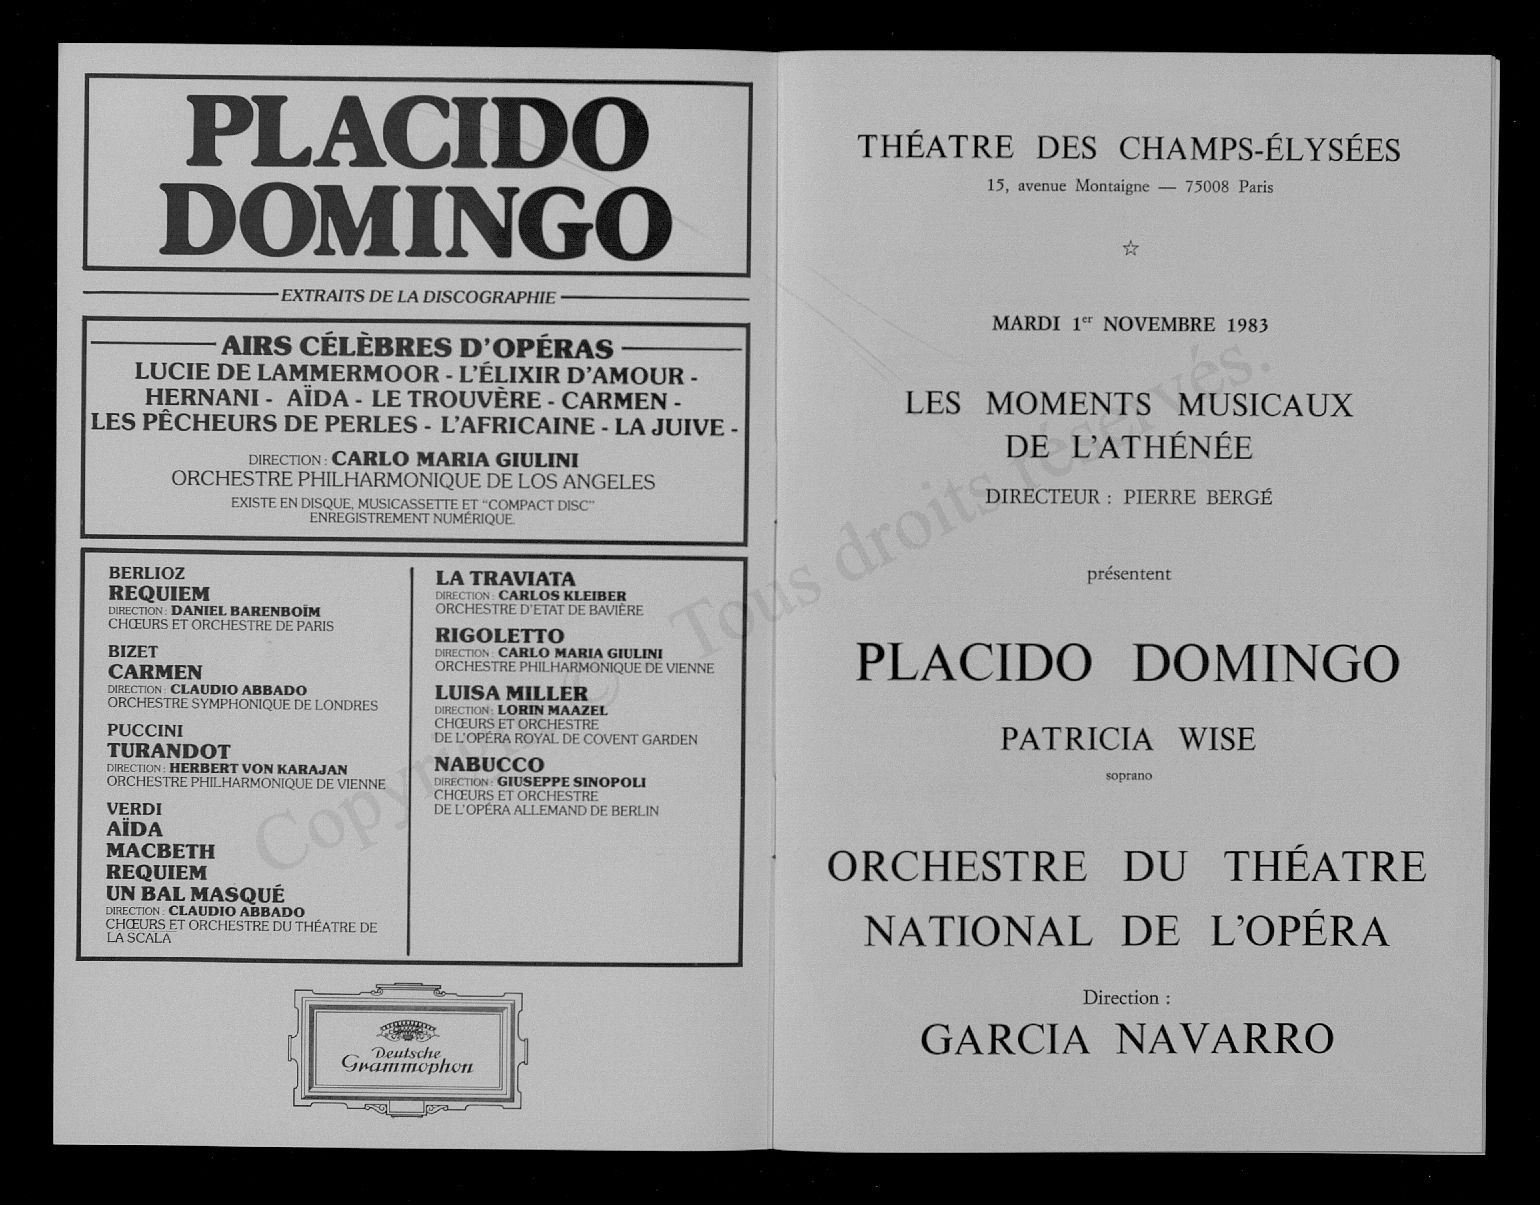 PLACIDO
DOMINGO
EXTRAITS DE LA DISCOGRAPHIE
AIRS CÉLÈBRES D'OPÉRAS
LUCIE DE LAMMERMOOR - L'ÉLIXIR D'AMOUR -
HERNANI - AÏDA - LE TROUVÈRE - CARMEN -
LES PÊCHEURS DE PERLES - L'AFRICAINE - LA JUIVE -
DIRECTION : CARLO MARIA GIULINI
ORCHESTRE PHILHARMONIQUE DE LOS ANGELES
EXISTE EN DISQUE, MUSICASSETTE ET “COMPACT DISC”
ENREGISTREMENT NUMÉRIQUE.
BERLIOZ
REQUIEM
DIRECTION : DANIEL BARENBOÏM
CHŒURS ET ORCHESTRE DE PARIS
BIZET
CARMEN
DIRECTION : CLAUDIO ABBADO
ORCHESTRE SYMPHONIQUE DE LONDRES
PUCCINI
TURANDOT
DIRECTION : HERBERT VON KARAJAN
ORCHESTRE PHILHARMONIQUE DE VIENNE
VERDI
AÏDA
MACBETH
REQUIEM
UN BAL MASQUÉ
DIRECTION : CLAUDIO ABBADO
CHŒURS ET ORCHESTRE DU THÉATRE DE
LA SCALA
LA TRAVIATA
DIRECTION : CARLOS KLEIBER
ORCHESTRE D'ETAT DE BAVIÈRE
RIGOLETTO
DIRECTION : CARLO MARIA GIULINI
ORCHESTRE PHILHARMONIQUE DE VIENNE
LUISA MILLER
DIRECTION : LORIN MAAZEL
CHŒURS ET ORCHESTRE
DE L'OPÉRA ROYAL DE COVENT GARDEN
NABUCCO
DIRECTION : GIUSEPPE SINOPOLI
CHŒURS ET ORCHESTRE
DE L'OPÉRA ALLEMAND DE BERLIN
Deutsche
Grammophon
THÉATRE DES CHAMPS-ÉLYSÉES
15, avenue Montaigne — 75008 Paris
MARDI 1er NOVEMBRE 1983
LES MOMENTS MUSICAUX
DE L'ATHÉNÉE
DIRECTEUR : PIERRE BERGÉ
présentent
PLACIDO DOMINGO
PATRICIA WISE
soprano
ORCHESTRE DU THÉATRE
NATIONAL DE L'OPÉRA
Direction :
GARCIA NAVARRO
Copyright © Tous droits réservés.